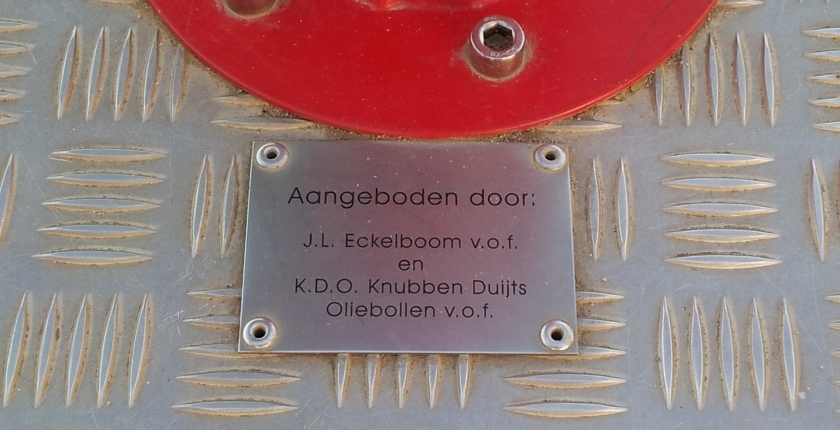 Aangeboden door:
J.L. Eckelboom v.o.f.
en
K.D.O. Knubben Duijts
Oliebollen v.o.f.